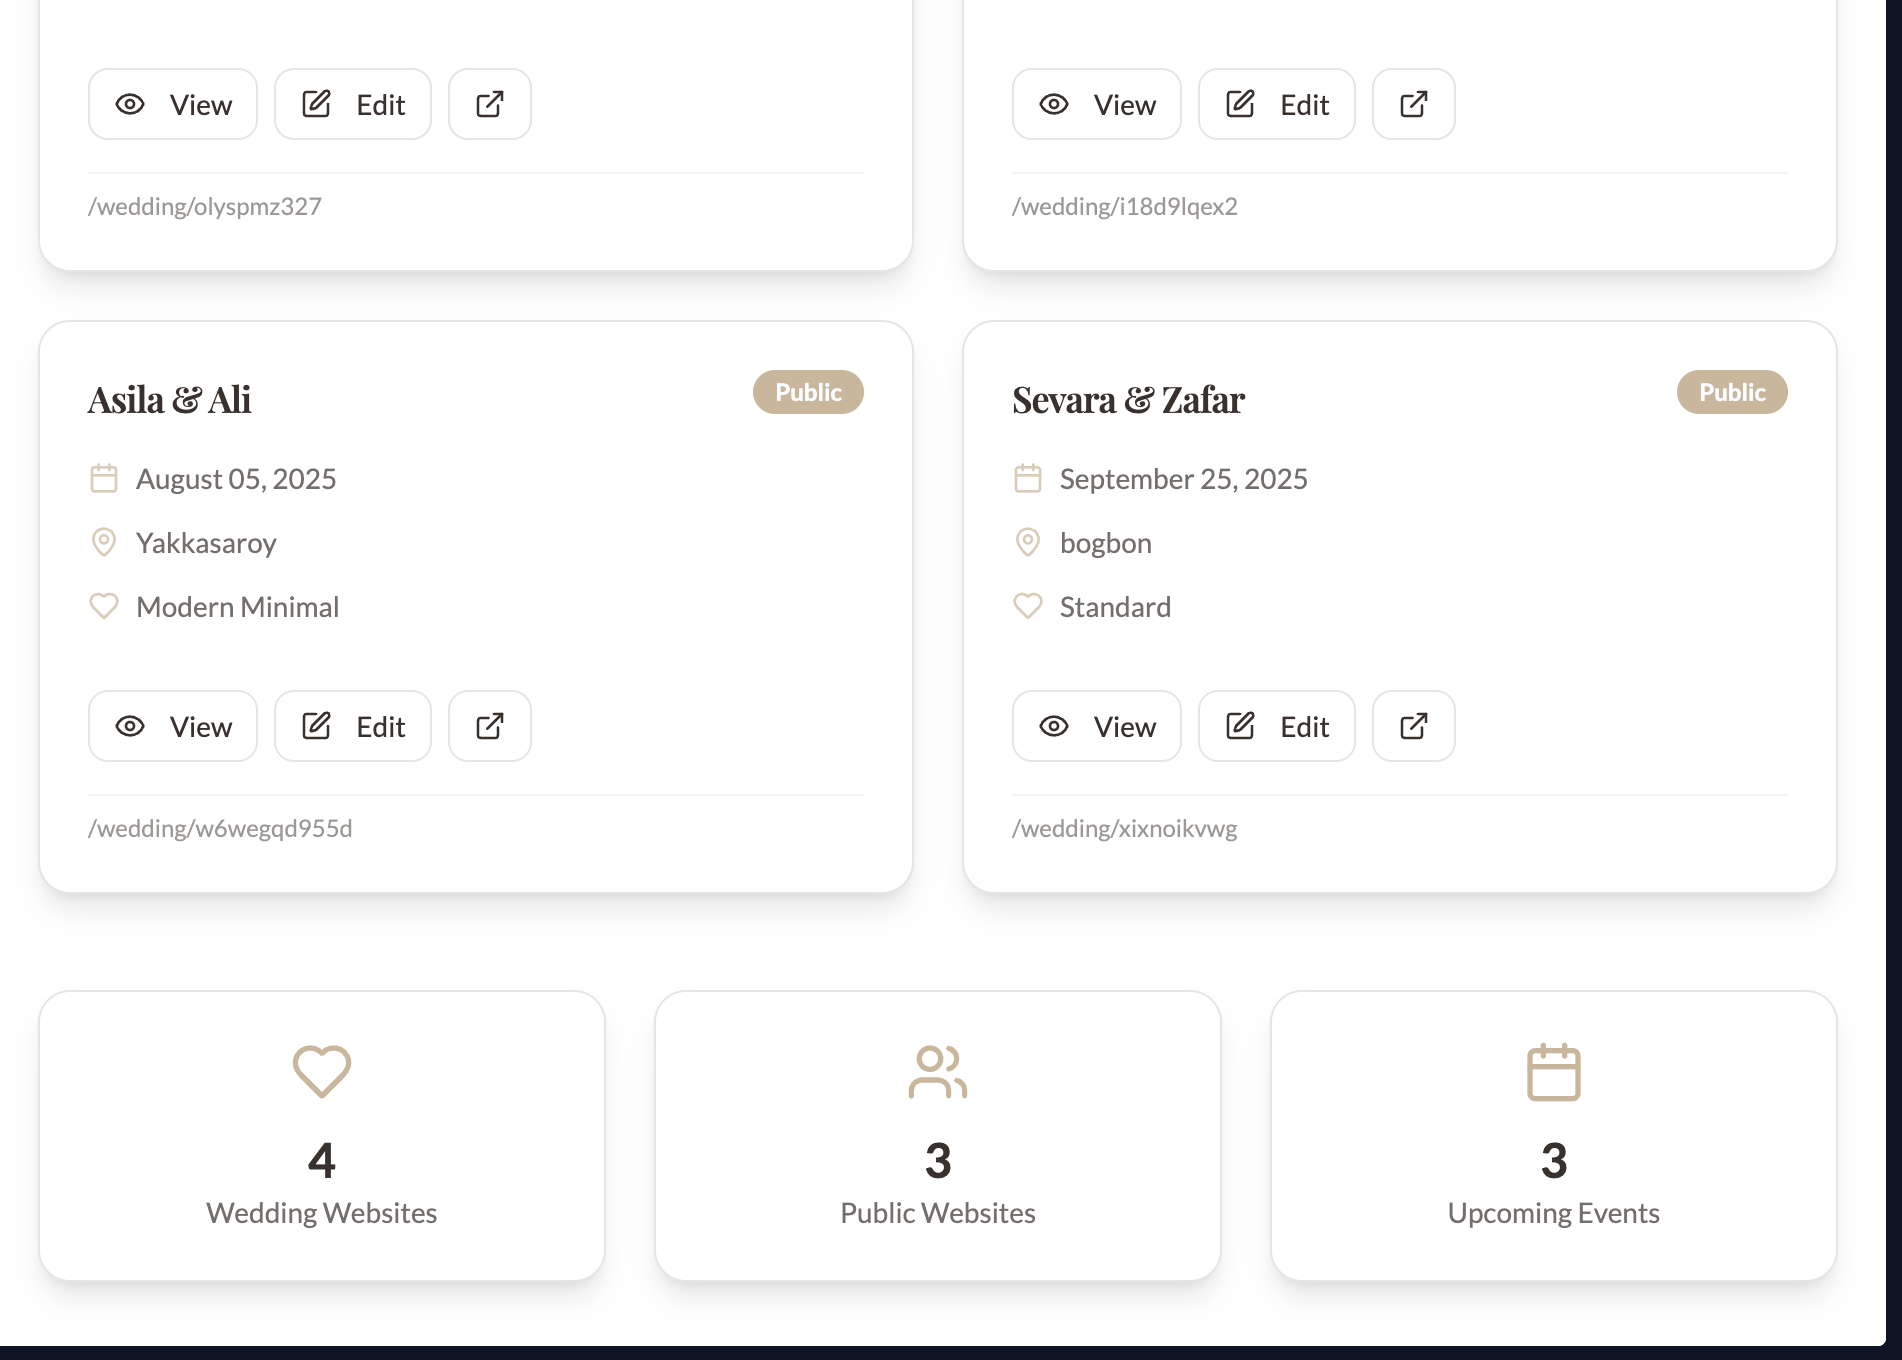 View Edit
View Edit
/wedding/olyspmz327
/wedding/i18d9lqex2
Asila & Ali
Public
August 05, 2025
Yakkasaroy
Modern Minimal
View Edit
/wedding/w6wegqd955d
Sevara & Zafar
Public
September 25, 2025
bogbon
Standard
View Edit
/wedding/xixnoikvwg
4
Wedding Websites
3
Public Websites
3
Upcoming Events